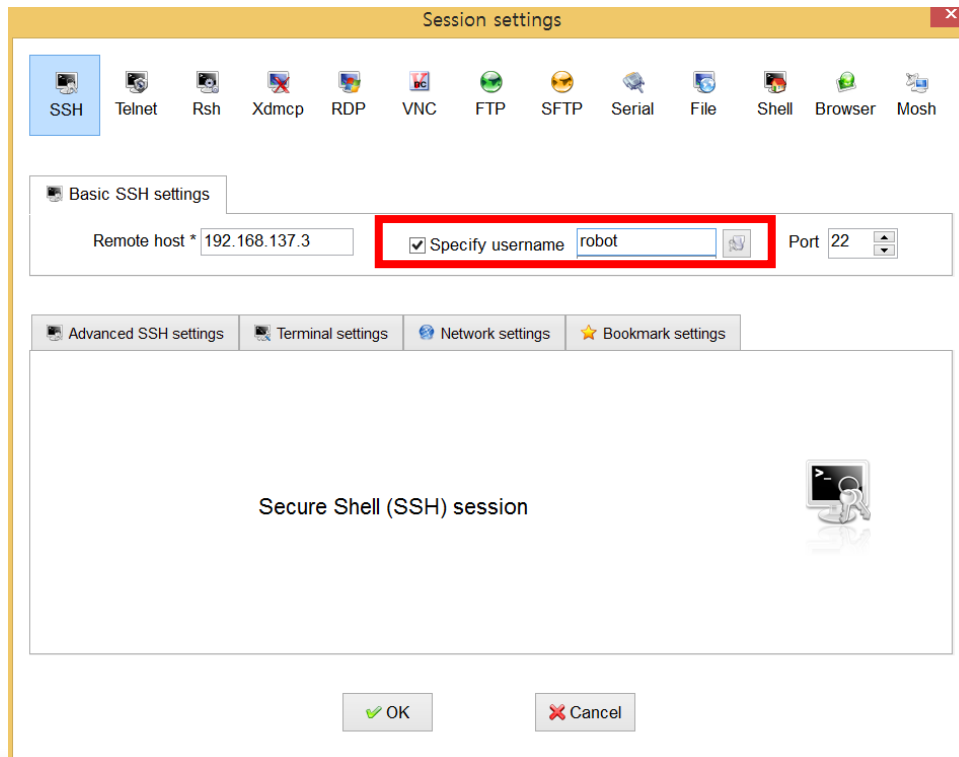 Session settings
SSH Telnet Rsh Xdmcp RDP VNC FTP SFTP Serial File Shell Browser Mosh
Basic SSH settings
Remote host * 192.168.137.3 Specify username robot Port 22
Advanced SSH settings Terminal settings Network settings Bookmark settings
Secure Shell (SSH) session
OK Cancel